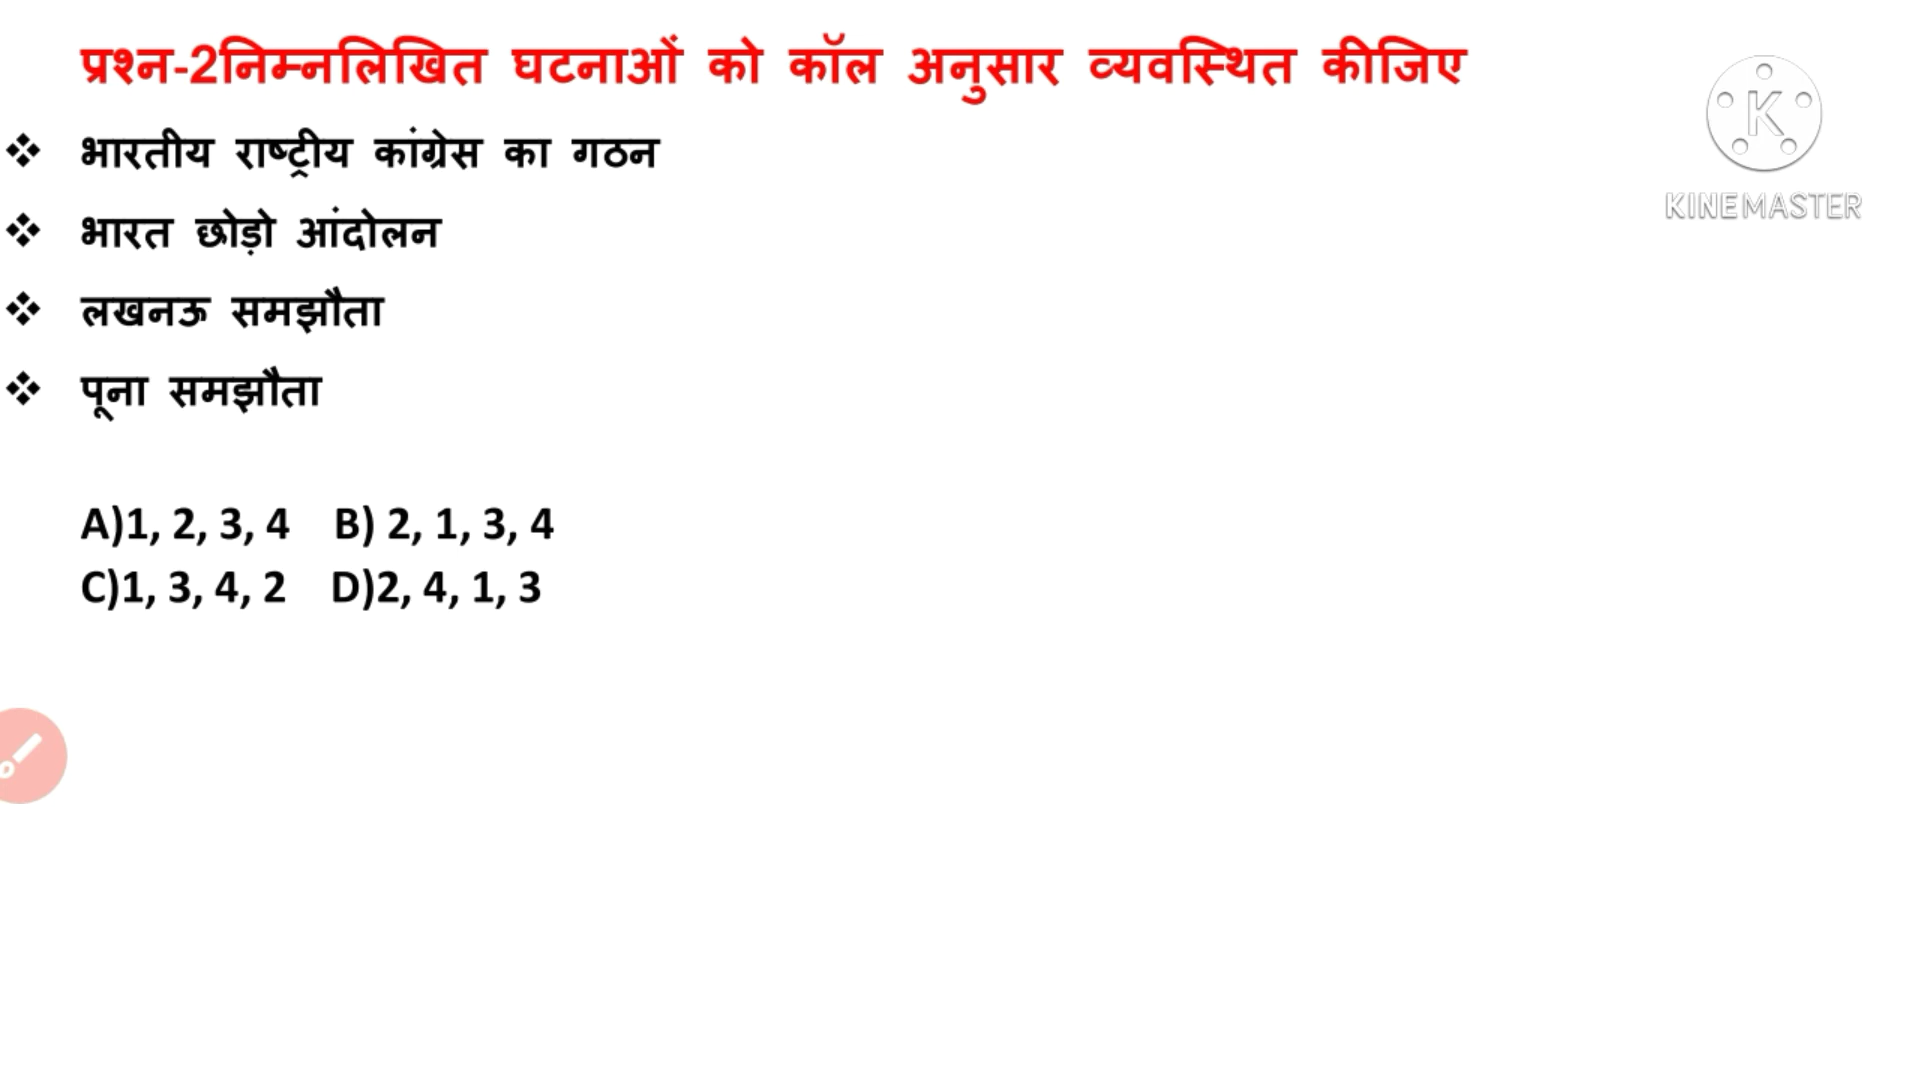 प्रश्न-2निम्नलिखित घटनाओं को कॉल अनुसार व्यवस्थित कीजिए
❖ भारतीय राष्ट्रीय कांग्रेस का गठन
❖ भारत छोड़ो आंदोलन
❖ लखनऊ समझौता
❖ पूना समझौता
A)1, 2, 3, 4 B) 2, 1, 3, 4
C)1, 3, 4, 2 D)2, 4, 1, 3
K
KINEMASTER